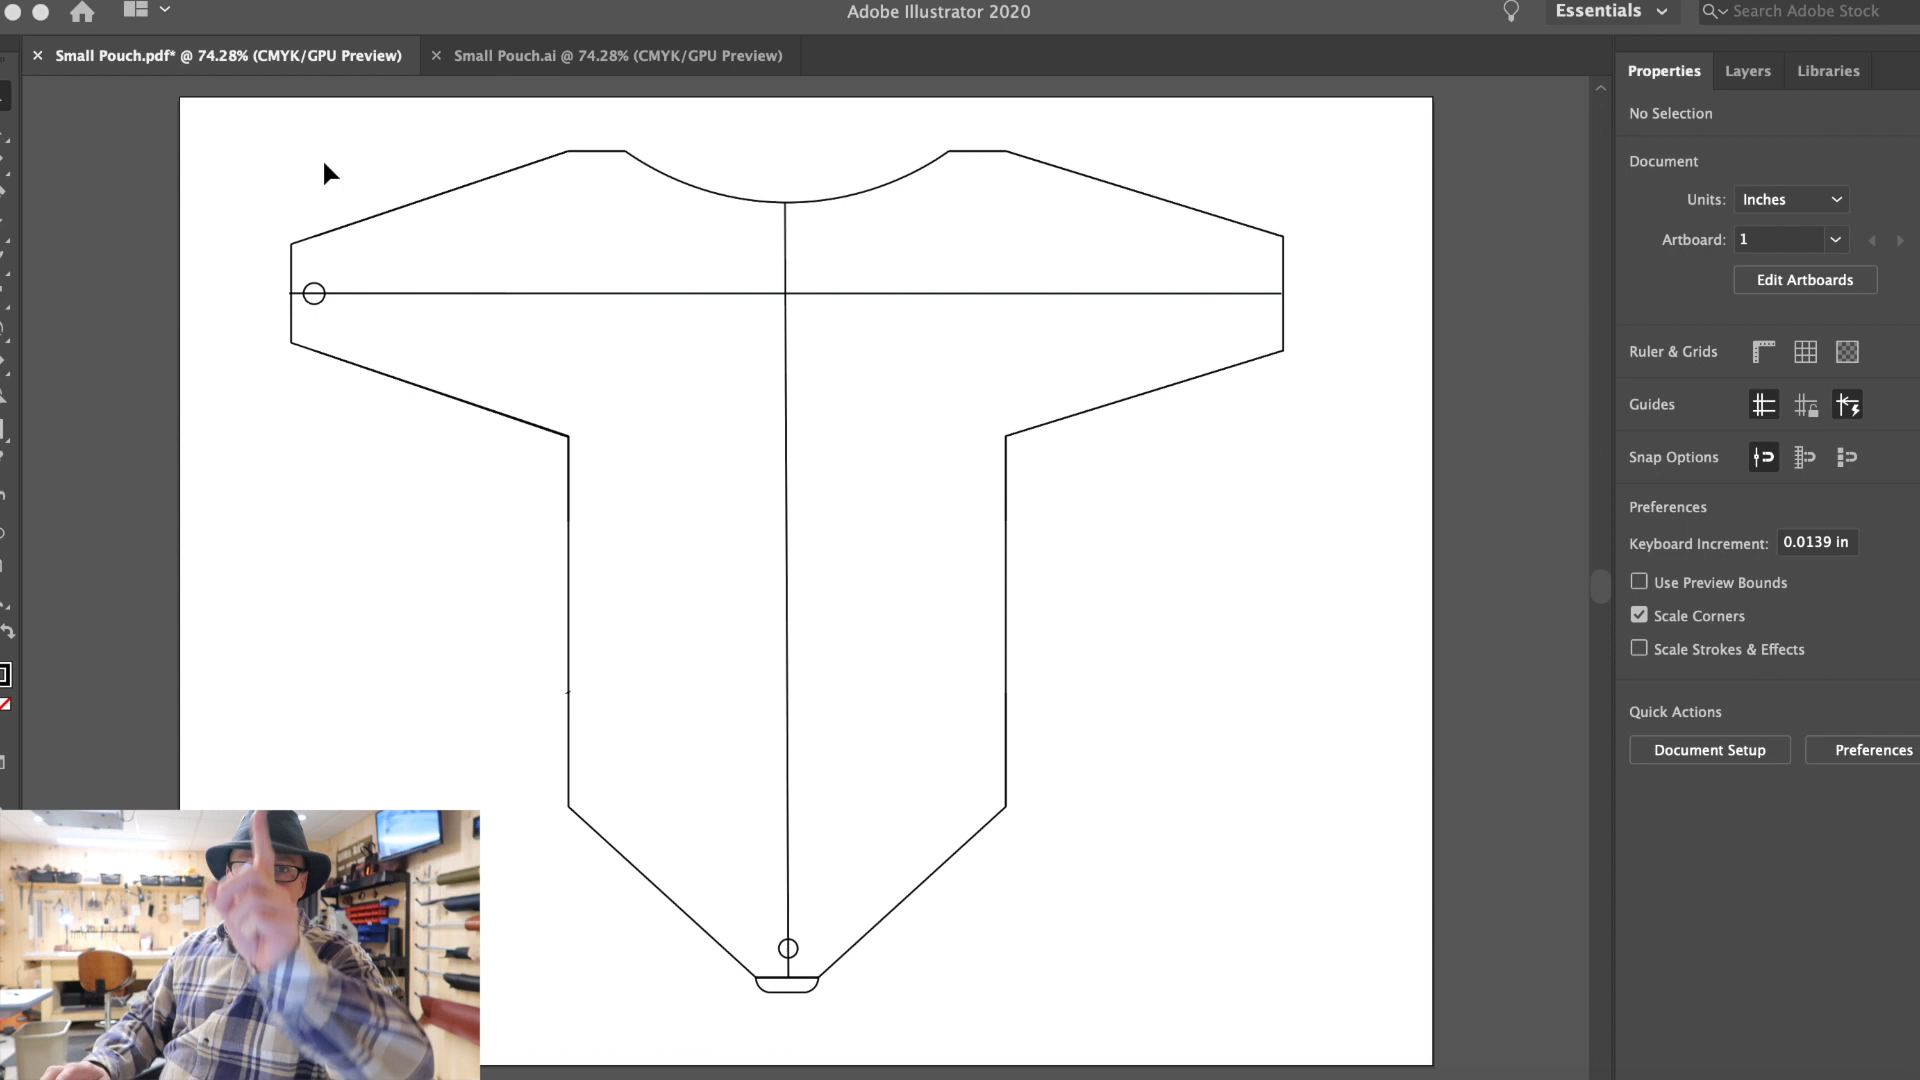 Adobe Illustrator 2020
Essentials
Search Adobe Stock
Small Pouch.pdf* @ 74.28% (CMYK/GPU Preview)
Small Pouch.ai @ 74.28% (CMYK/GPU Preview)
Properties
Layers
Libraries
No Selection
Document
Units: Inches
Artboard: 1
Edit Artboards
Ruler & Grids
Guides
Snap Options
Preferences
Keyboard Increment: 0.0139 in
Use Preview Bounds
Scale Corners
Scale Strokes & Effects
Quick Actions
Document Setup
Preferences